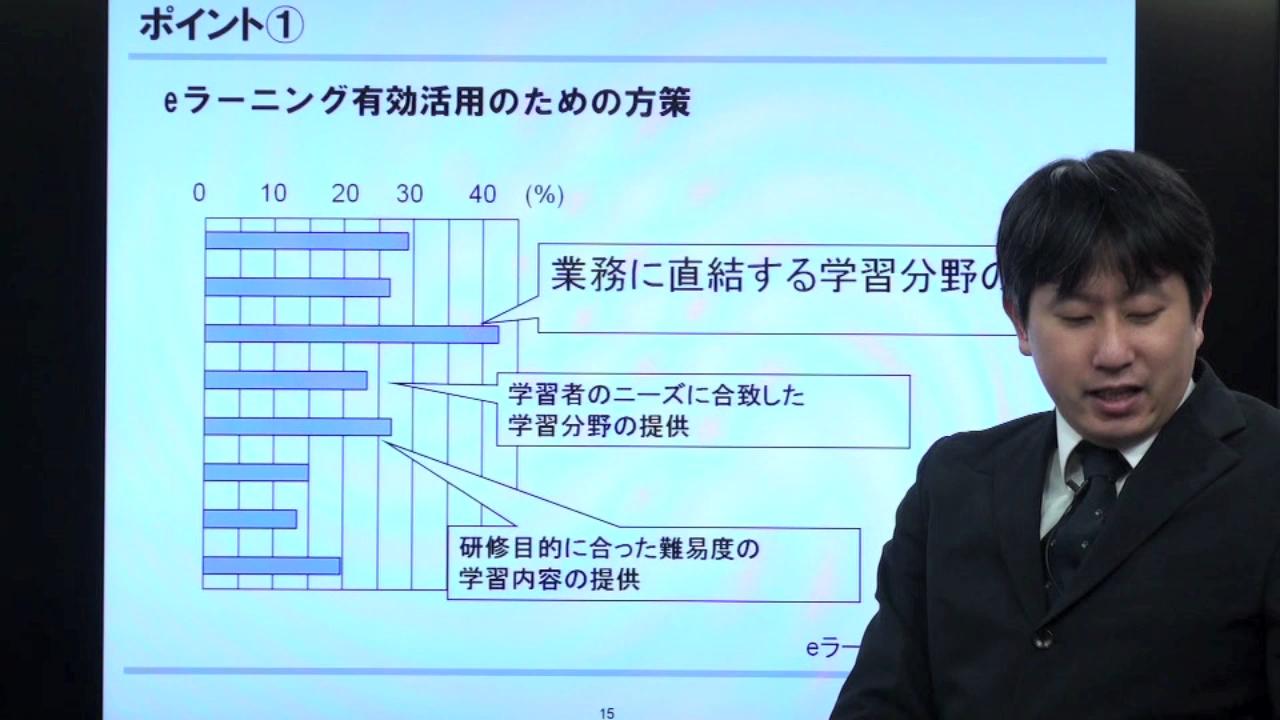 ポイント①
eラーニング有効活用のための方策
0 10 20 30 40 (%)
業務に直結する学習分野の
学習者のニーズに合致した
学習分野の提供
研修目的に合った難易度の
学習内容の提供
eラー
15